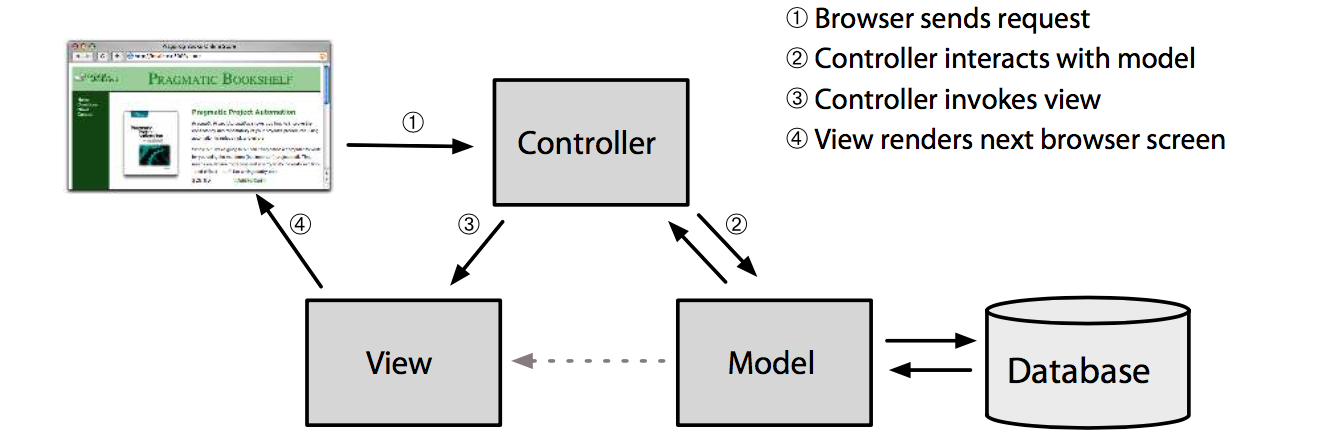 ① Browser sends request
② Controller interacts with model
③ Controller invokes view
④ View renders next browser screen
PRAGMATIC BOOKSHELF
Pragmatic Project Automation
①
Controller
④
③
②
View
Model
Database